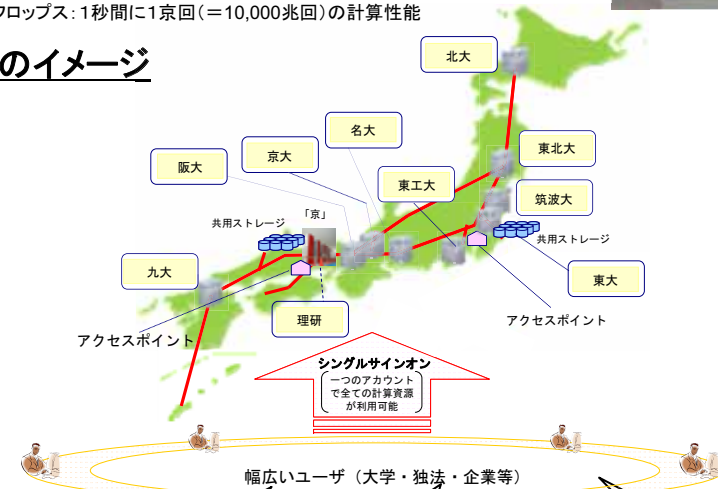 フロップス：1秒間に1京回（＝10,000兆回）の計算性能
のイメージ
北大
名大
東北大
京大
阪大
東工大
筑波大
「京」
共用ストレージ
共用ストレージ
九大
東大
理研
アクセスポイント
アクセスポイント
シングルサインオン
一つのアカウント
で全ての計算資源
が利用可能
幅広いユーザ（大学・独法・企業等）